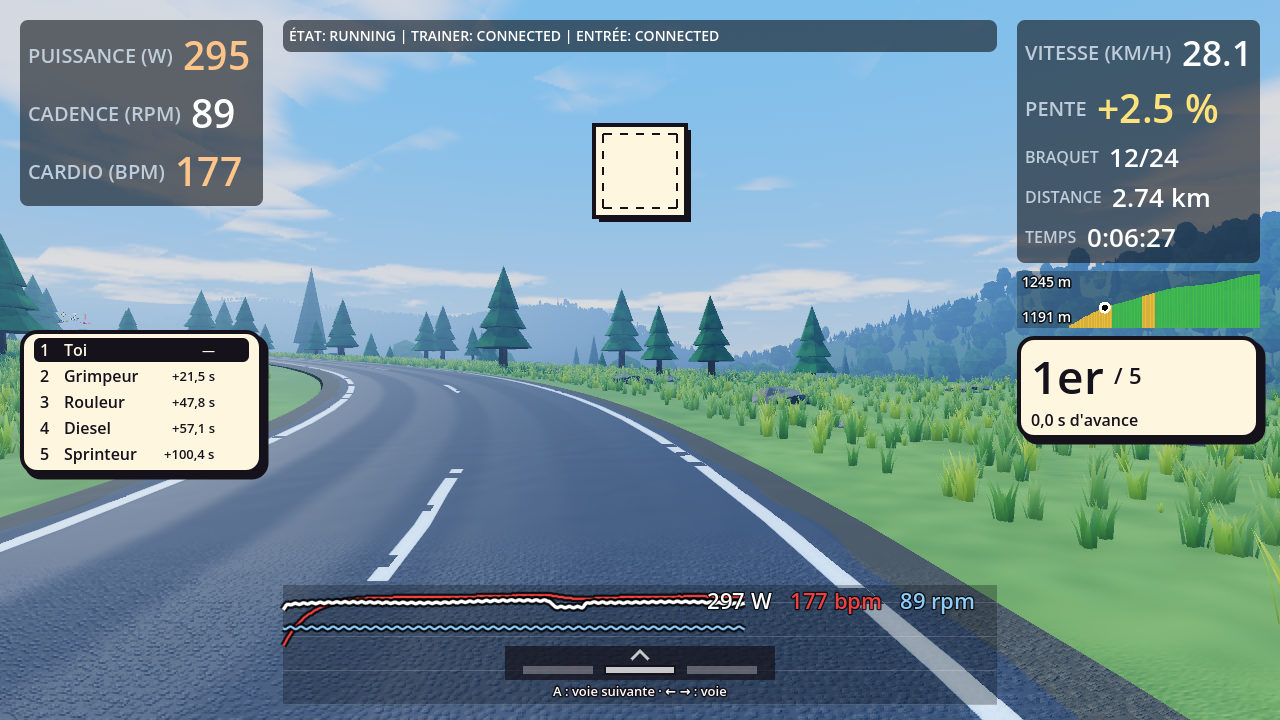 PUISSANCE (W) 295
CADENCE (RPM) 89
CARDIO (BPM) 177
ÉTAT: RUNNING | TRAINER: CONNECTED | ENTRÉE: CONNECTED
VITESSE (KM/H) 28.1
PENTE +2.5 %
BRAQUET 12/24
DISTANCE 2.74 km
TEMPS 0:06:27
1245 m
1191 m
1 Toi —
2 Grimpeur +21,5 s
3 Rouleur +47,8 s
4 Diesel +57,1 s
5 Sprinteur +100,4 s
1er / 5
0,0 s d'avance
297 W 177 bpm 89 rpm
A : voie suivante · ← → : voie